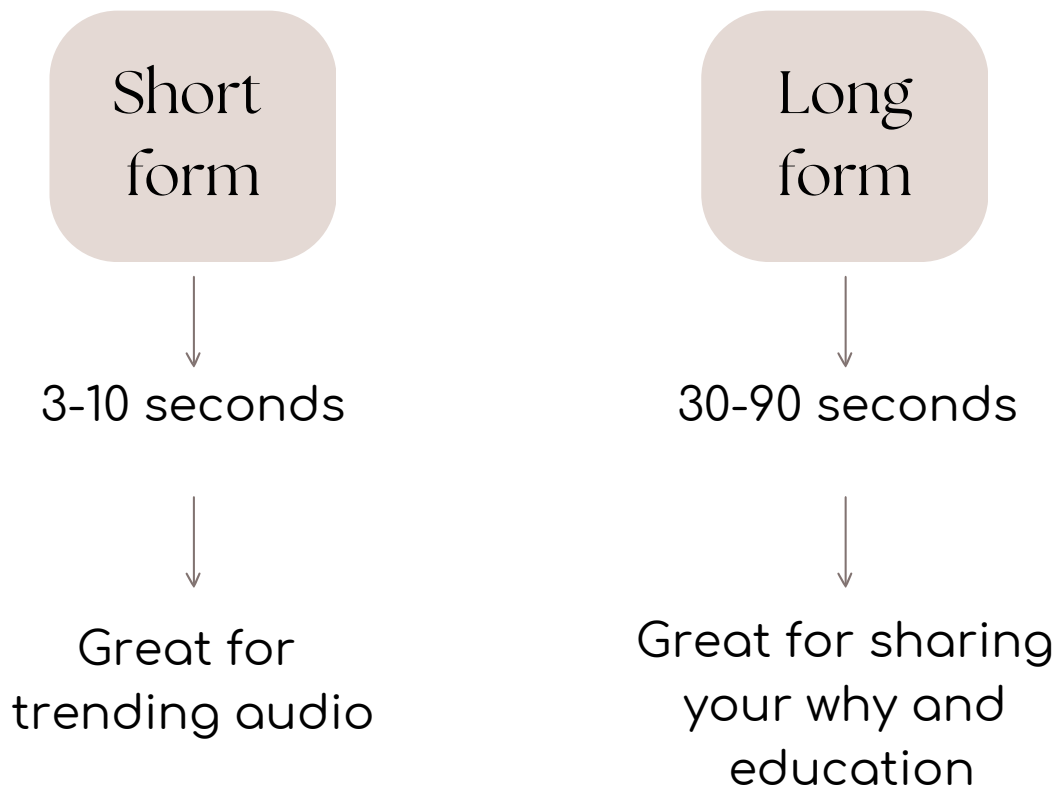 Short
form
3-10 seconds
Great for
trending audio
Long
form
30-90 seconds
Great for sharing
your why and
education